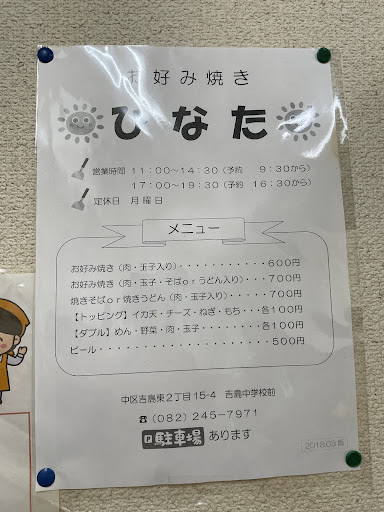 お好み焼き
ひなた
営業時間 11:00～14:30 (予約 9:30から)
17:00～19:30 (予約 16:30から)
定休日 月曜日
メニュー
お好み焼き (肉・玉子入り)・・・・・・・・・・600円
お好み焼き (肉・玉子・そばorうどん入り)・・・700円
焼きそばor焼きうどん (肉・玉子入り)・・・・・700円
【トッピング】イカ天・チーズ・ねぎ・もち・・・各100円
【ダブル】めん・野菜・肉・玉子・・・・・・・・各100円
ビール・・・・・・・・・・・・・・・・・・・・500円
中区吉島東2丁目15-4 吉島中学校前
☎(082) 245-7971
P駐車場 あります
2018.03 西